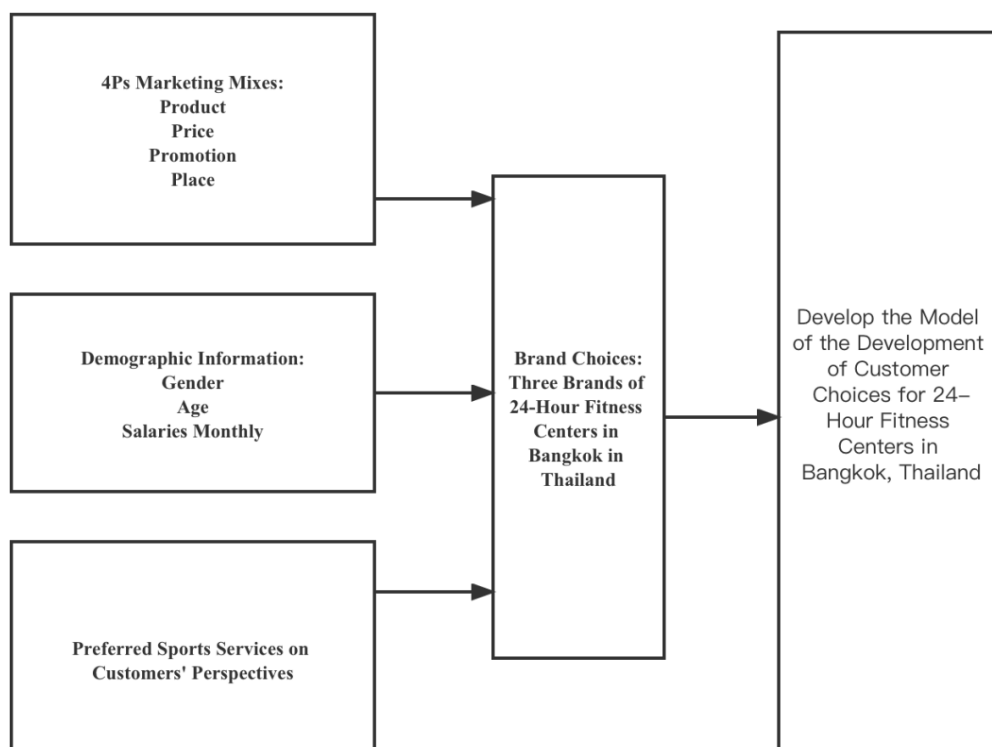 4Ps Marketing Mixes:
Product
Price
Promotion
Place
Demographic Information:
Gender
Age
Salaries Monthly
Preferred Sports Services on
Customers' Perspectives
Brand Choices:
Three Brands of
24-Hour Fitness
Centers in
Bangkok in
Thailand
Develop the Model
of the Development
of Customer
Choices for 24-
Hour Fitness
Centers in
Bangkok, Thailand